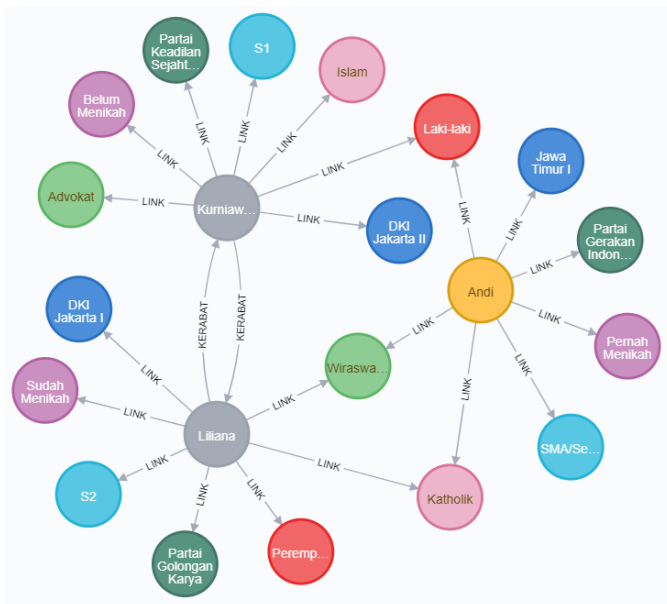 Partai
Keadilan
Sejaht...
S1
Islam
Belum
Menikah
Laki-laki
Jawa
Timur I
Advokat
Kurniaw...
DKI
Jakarta II
Partai
Gerakan
Indon...
Andi
DKI
Jakarta I
Pernah
Menikah
Wiraswa...
Sudah
Menikah
Liliana
SMA/Se...
S2
Katholik
Partai
Golongan
Karya
Peremp...
LINK
LINK
LINK
LINK
LINK
LINK
LINK
LINK
LINK
LINK
LINK
LINK
LINK
LINK
KERABAT
KERABAT
LINK
LINK
LINK
LINK
LINK
LINK
LINK